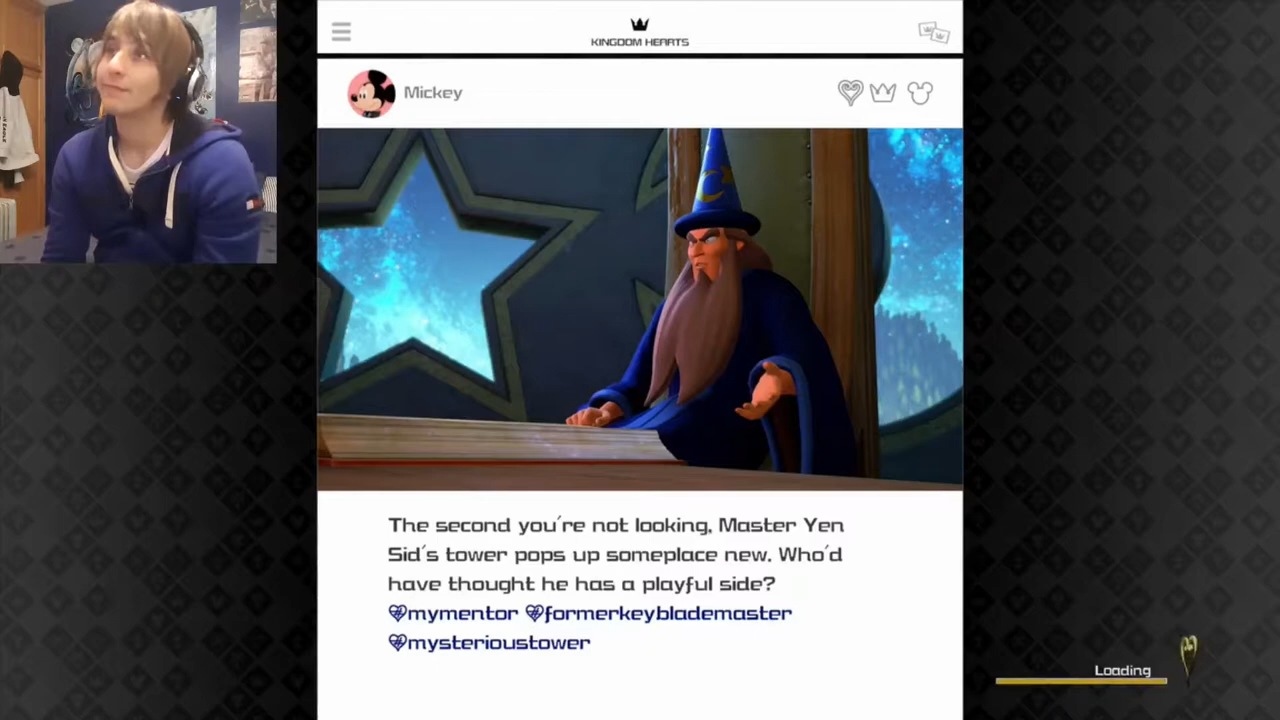 KINGDOM HEARTS
Mickey
The second you're not looking, Master Yen
Sid's tower pops up someplace new. Who'd
have thought he has a playful side?
#mymentor #formerkeyblademaster
#mysterioustower
Loading